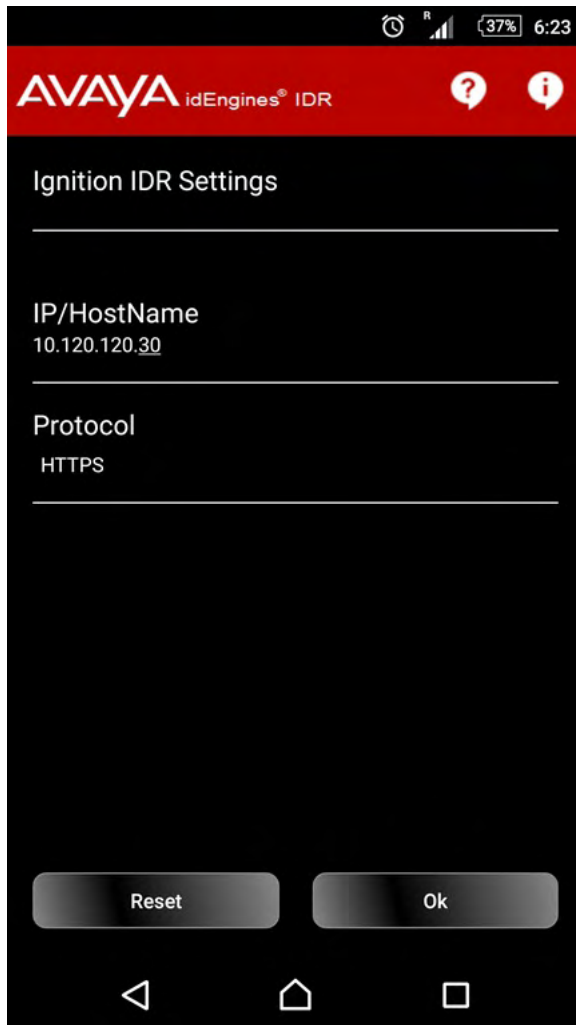 R 37% 6:23
AVAYA idEngines® IDR ? i
Ignition IDR Settings
IP/HostName
10.120.120.30
Protocol
HTTPS
Reset Ok